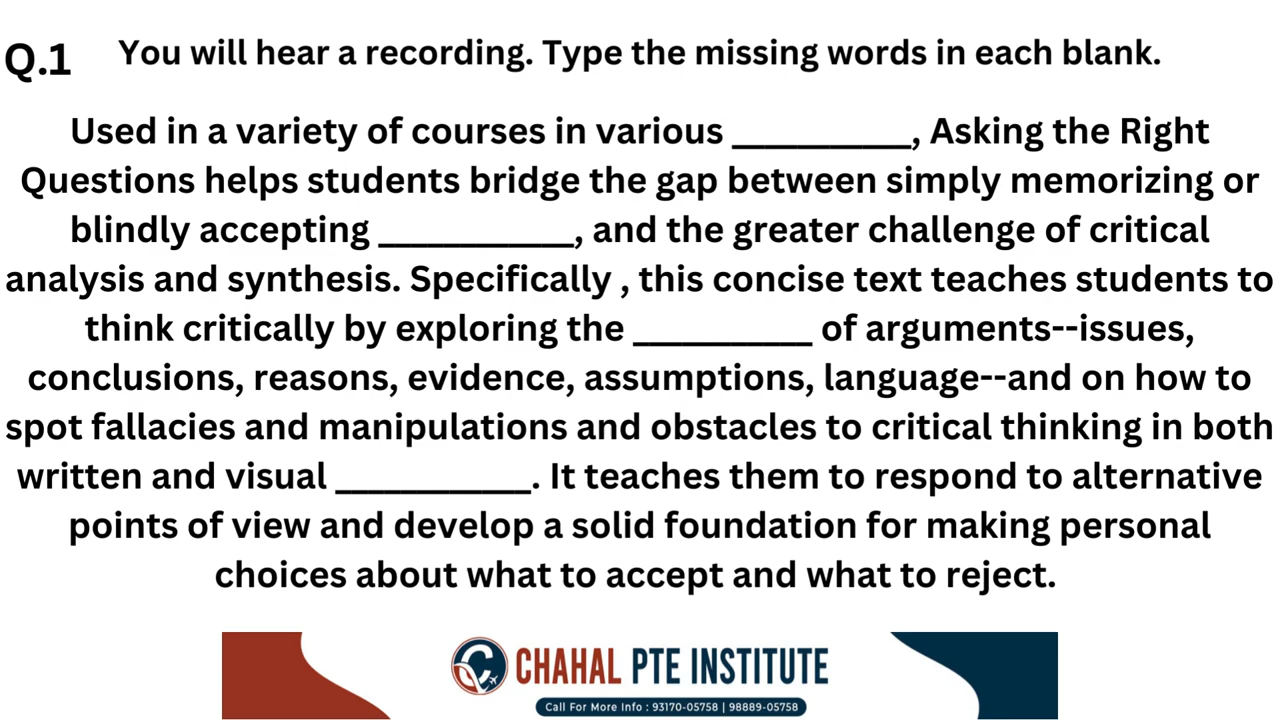 Q.1 You will hear a recording. Type the missing words in each blank.
Used in a variety of courses in various __________, Asking the Right
Questions helps students bridge the gap between simply memorizing or
blindly accepting ___________, and the greater challenge of critical
analysis and synthesis. Specifically , this concise text teaches students to
think critically by exploring the __________ of arguments--issues,
conclusions, reasons, evidence, assumptions, language--and on how to
spot fallacies and manipulations and obstacles to critical thinking in both
written and visual ___________. It teaches them to respond to alternative
points of view and develop a solid foundation for making personal
choices about what to accept and what to reject.
CHAHAL PTE INSTITUTE
Call For More Info : 93170-05758 | 98889-05758